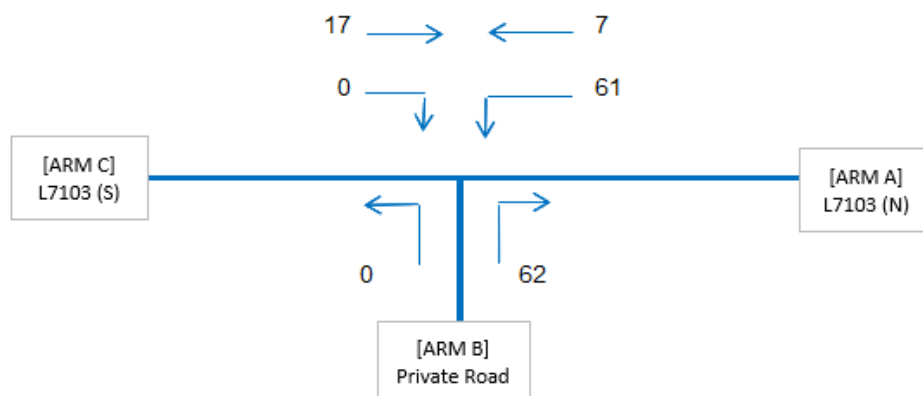 17
7
0
61
[ARM C]
L7103 (S)
[ARM A]
L7103 (N)
0
62
[ARM B]
Private Road